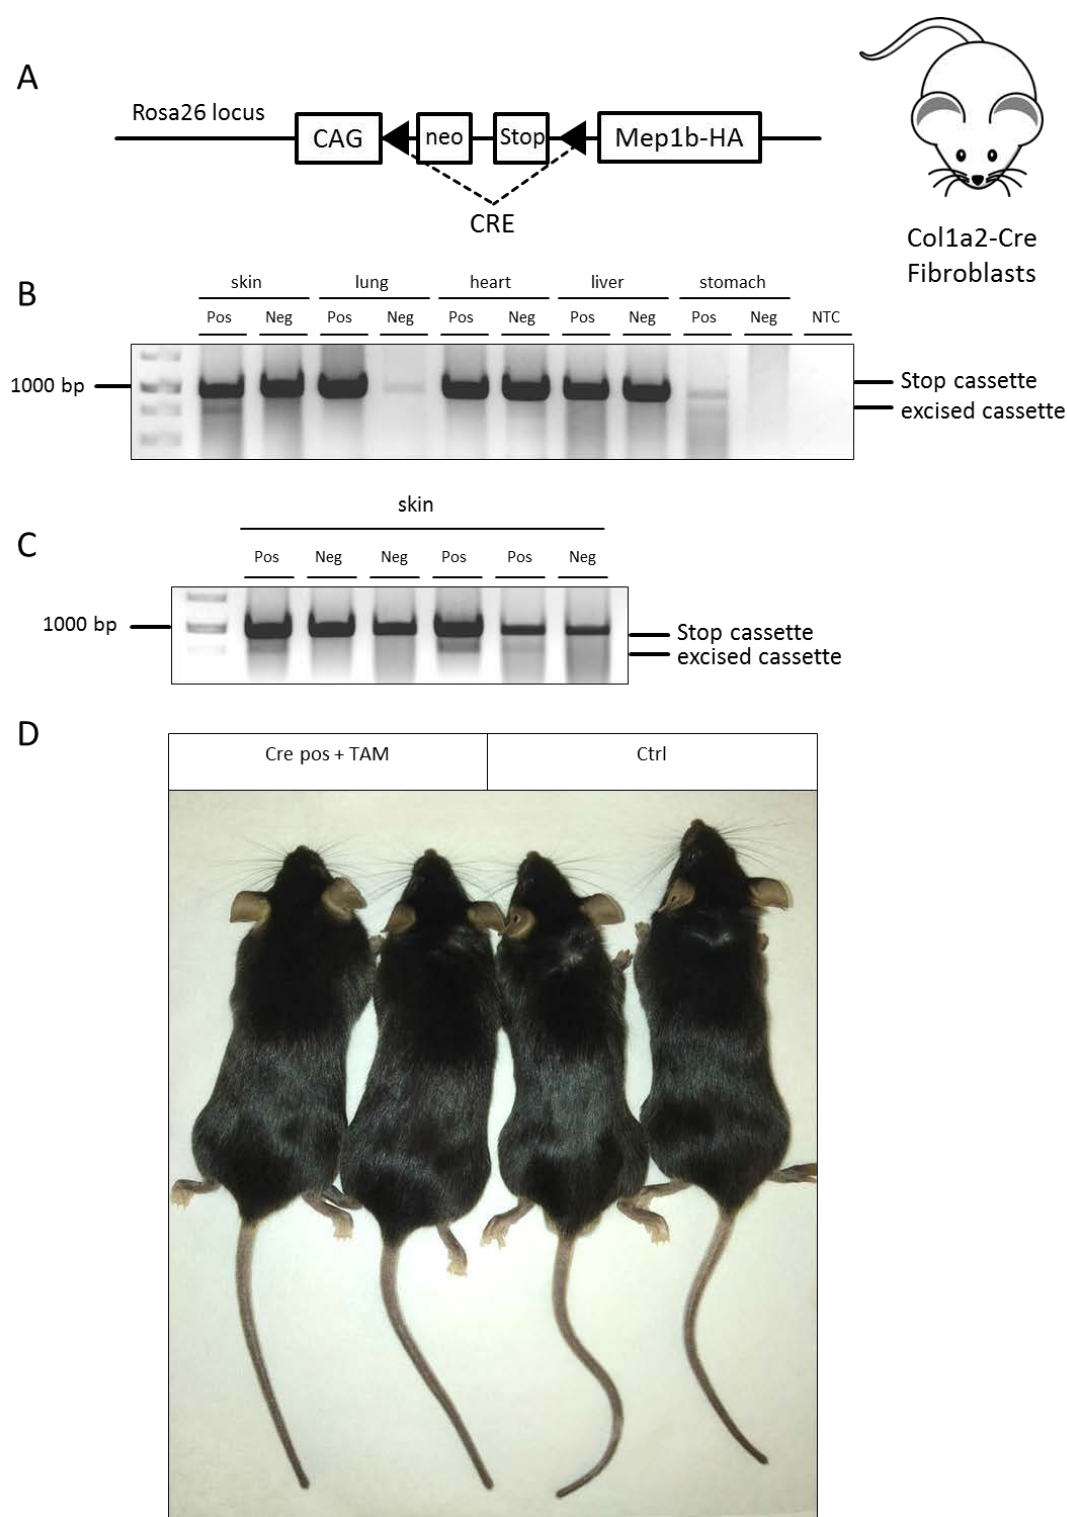 A
Rosa26 locus
CAG
neo
Stop
Mep1b-HA
CRE
Col1a2-Cre
Fibroblasts
B
skin lung heart liver stomach
Pos Neg Pos Neg Pos Neg Pos Neg Pos Neg NTC
1000 bp
Stop cassette
excised cassette
skin
C
Pos Neg Neg Pos Pos Neg
1000 bp
Stop cassette
excised cassette
D
Cre pos + TAM Ctrl